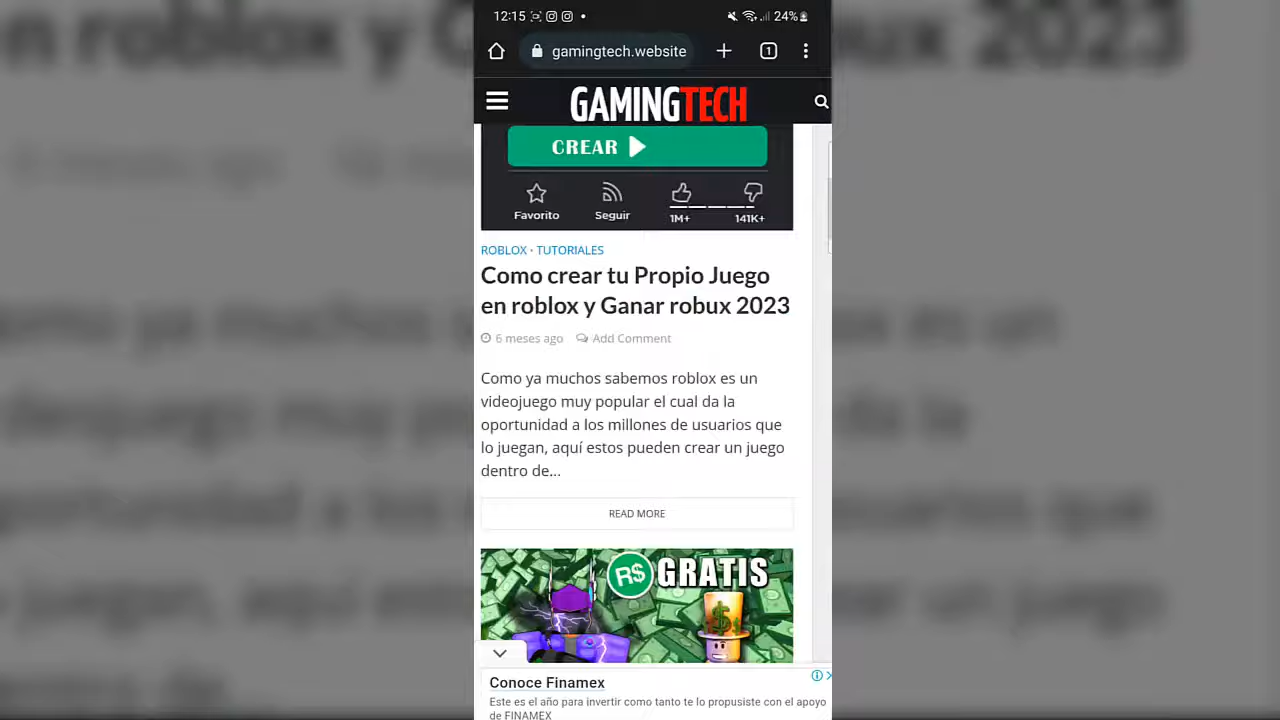 12:15
24%
gamingtech.website
1
GAMINGTECH
CREAR
Favorito
Seguir
1M+
141K+
ROBLOX • TUTORIALES
Como crear tu Propio Juego
en roblox y Ganar robux 2023
6 meses ago
Add Comment
Como ya muchos sabemos roblox es un
videojuego muy popular el cual da la
oportunidad a los millones de usuarios que
lo juegan, aquí estos pueden crear un juego
dentro de...
READ MORE
R$ GRATIS
Conoce Finamex
Este es el año para invertir como tanto te lo propusiste con el apoyo
de FINAMEX